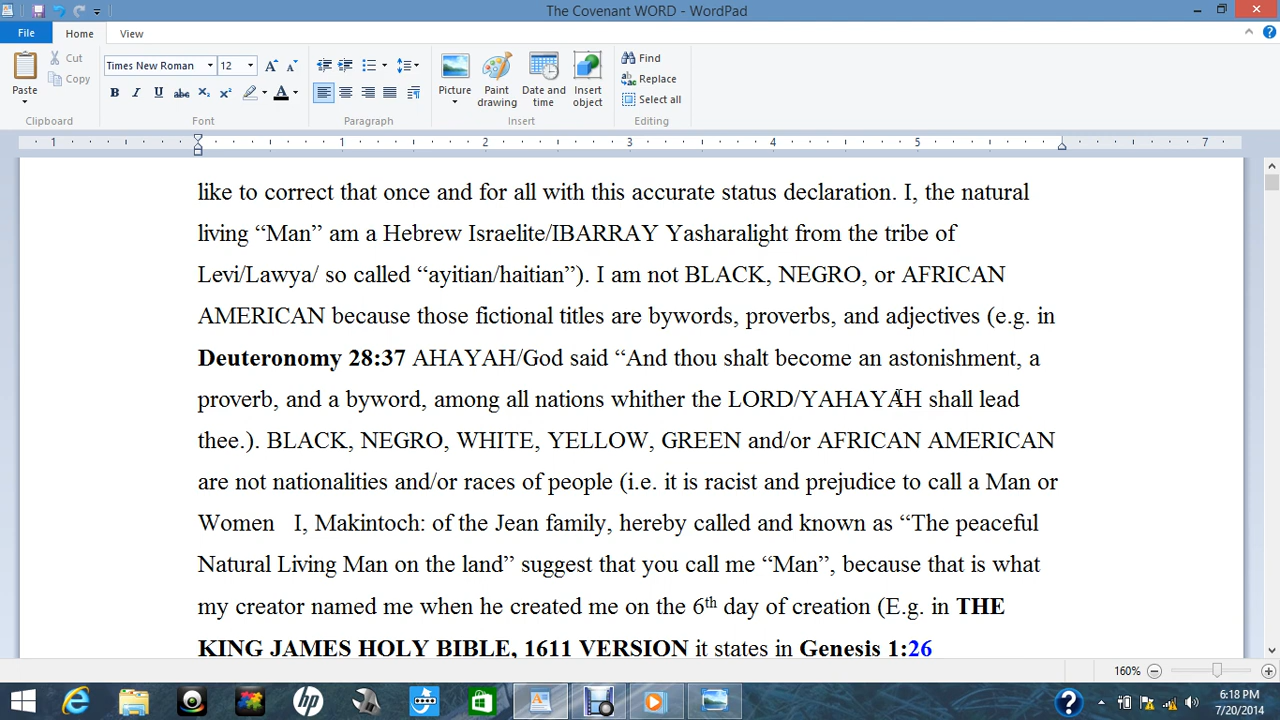 The Covenant WORD - WordPad
File Home View
Paste Cut Copy Clipboard
Times New Roman 12
B I U abc X₂ X² A
Font
Paragraph
Picture Paint drawing Date and time Insert object
Insert
Find
Replace
Select all
Editing
1 1 2 3 4 5 7
like to correct that once and for all with this accurate status declaration. I, the natural
living “Man” am a Hebrew Israelite/IBARRAY Yasharalight from the tribe of
Levi/Lawya/ so called “ayitian/haitian”). I am not BLACK, NEGRO, or AFRICAN
AMERICAN because those fictional titles are bywords, proverbs, and adjectives (e.g. in
Deuteronomy 28:37 AHAYAH/God said “And thou shalt become an astonishment, a
proverb, and a byword, among all nations whither the LORD/YAHAYAH shall lead
thee.). BLACK, NEGRO, WHITE, YELLOW, GREEN and/or AFRICAN AMERICAN
are not nationalities and/or races of people (i.e. it is racist and prejudice to call a Man or
Women I, Makintoch: of the Jean family, hereby called and known as “The peaceful
Natural Living Man on the land” suggest that you call me “Man”, because that is what
my creator named me when he created me on the 6th day of creation (E.g. in THE
KING JAMES HOLY BIBLE, 1611 VERSION it states in Genesis 1:26
160%
6:18 PM
7/20/2014